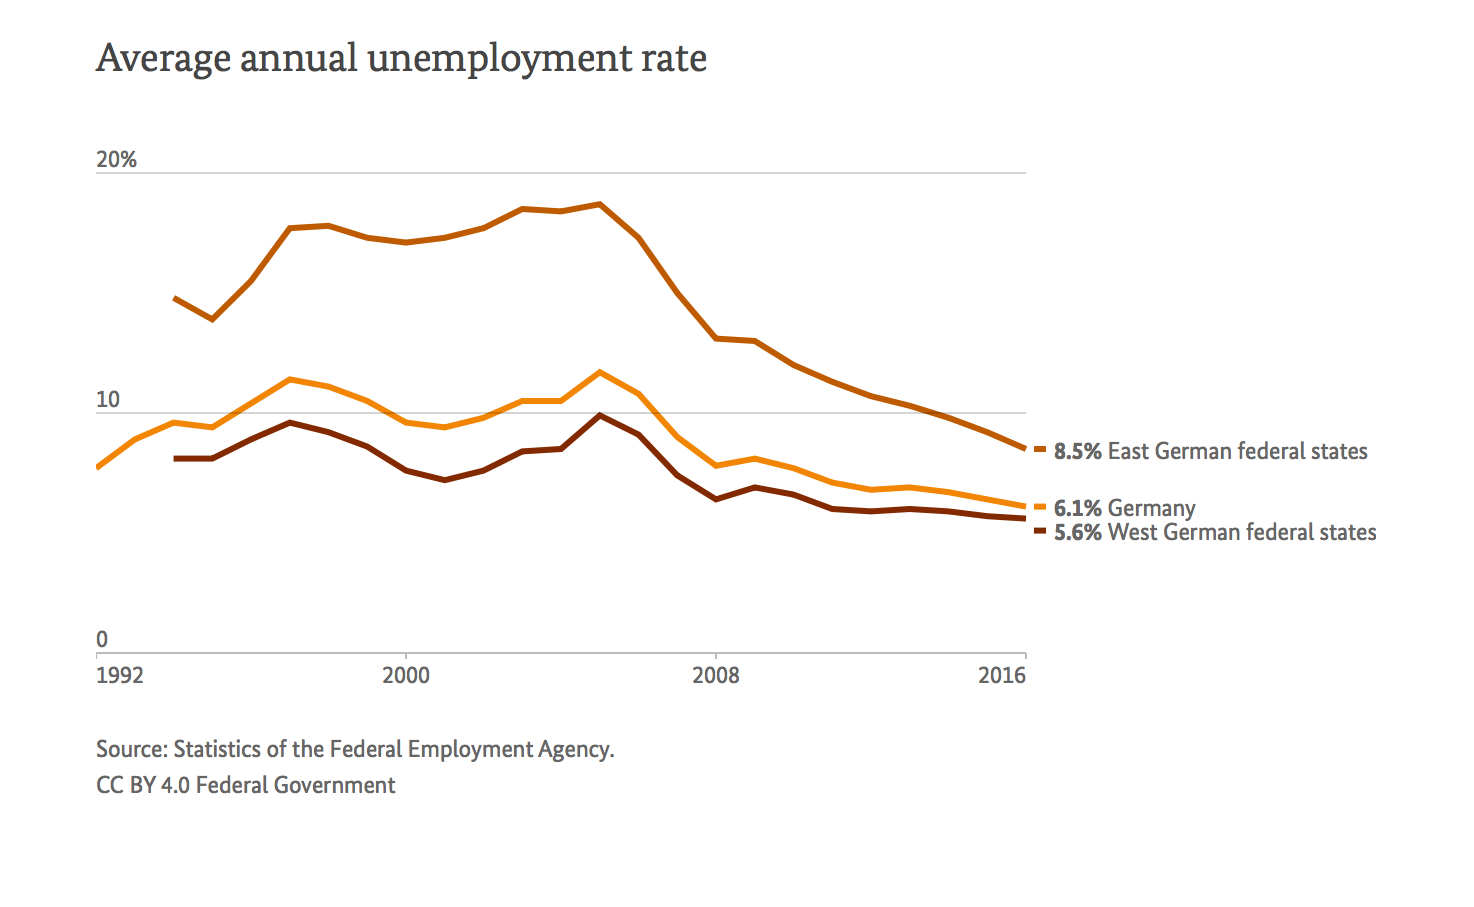 Average annual unemployment rate
20%
10
8.5% East German federal states
6.1% Germany
5.6% West German federal states
0
1992 2000 2008 2016
Source: Statistics of the Federal Employment Agency.
CC BY 4.0 Federal Government